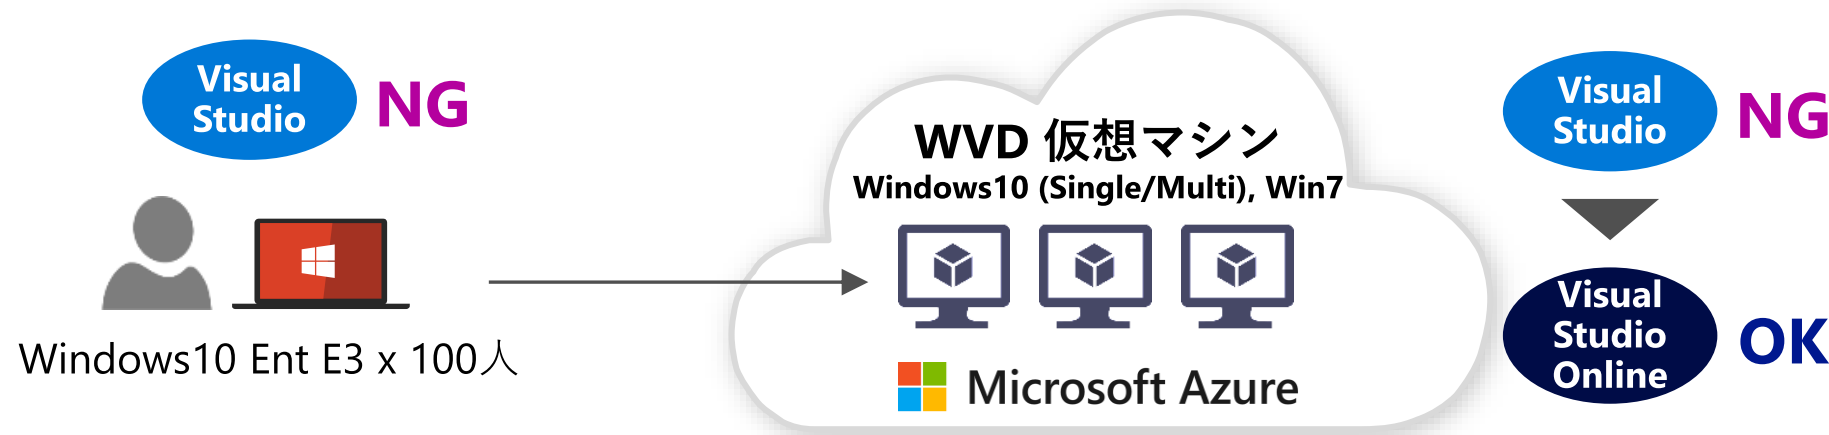 Visual
Studio
NG
Windows10 Ent E3 x 100人
WVD 仮想マシン
Windows10 (Single/Multi), Win7
Microsoft Azure
Visual
Studio
NG
Visual
Studio
Online
OK